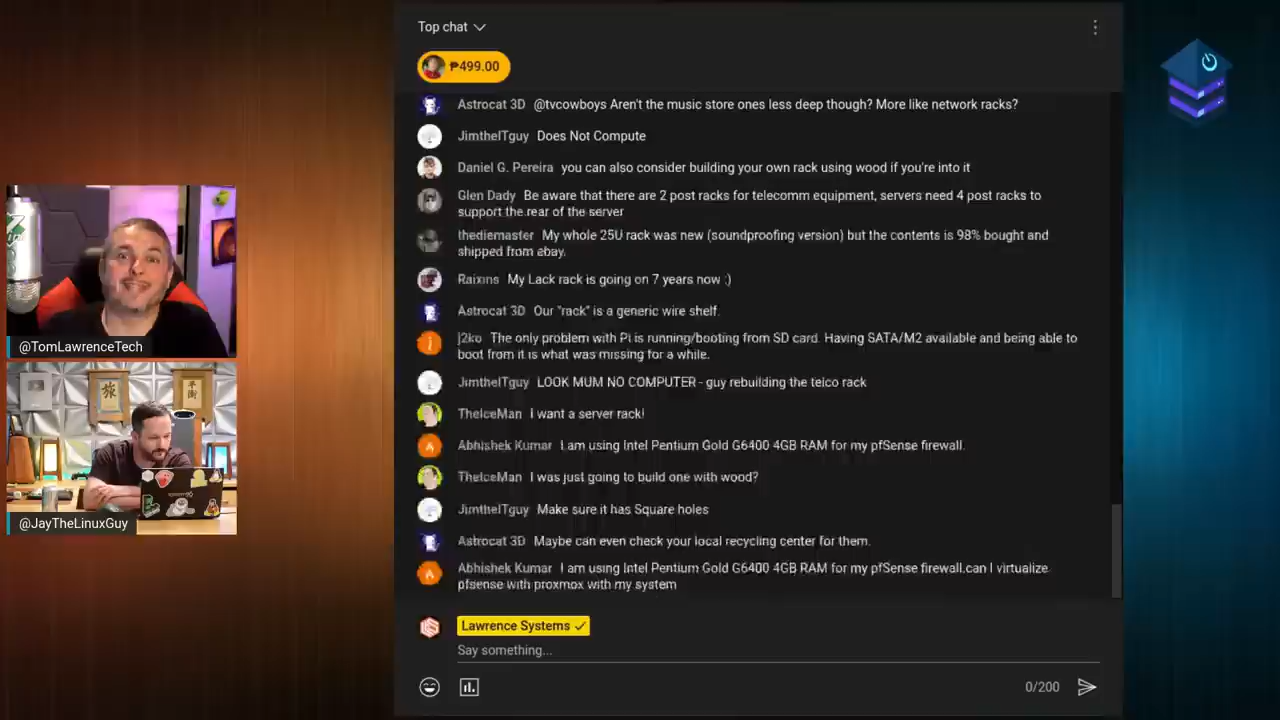 Top chat
₱499.00
Astrocat 3D @tvcowboys Aren't the music store ones less deep though? More like network racks?
JimtheITguy Does Not Compute
Daniel G. Pereira you can also consider building your own rack using wood if you're into it
Glen Dady Be aware that there are 2 post racks for telecomm equipment, servers need 4 post racks to
support the rear of the server
thediemaster My whole 25U rack was new (soundproofing version) but the contents is 98% bought and
shipped from ebay.
Raixns My Lack rack is going on 7 years now :)
Astrocat 3D Our "rack" is a generic wire shelf.
j2ko The only problem with Pi is running/booting from SD card. Having SATA/M2 available and being able to
boot from it is what was missing for a while.
JimtheITguy LOOK MUM NO COMPUTER - guy rebuilding the telco rack
TheIceMan I want a server rack!
Abhishek Kumar I am using Intel Pentium Gold G6400 4GB RAM for my pfSense firewall.
TheIceMan I was just going to build one with wood?
JimtheITguy Make sure it has Square holes
Astrocat 3D Maybe can even check your local recycling center for them.
Abhishek Kumar I am using Intel Pentium Gold G6400 4GB RAM for my pfSense firewall.can I virtualize
pfsense with proxmox with my system
Lawrence Systems
Say something...
0/200
@TomLawrenceTech
旅
平
@JayTheLinuxGuy